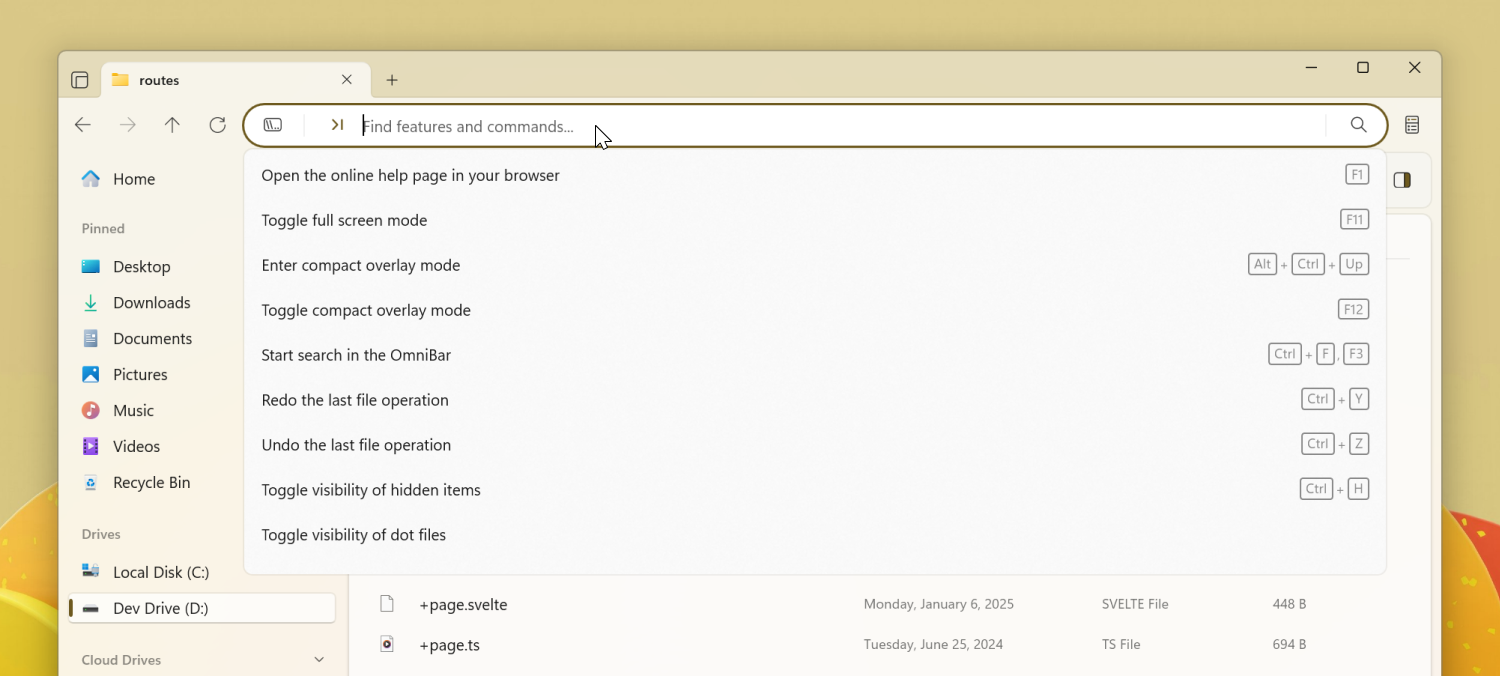 routes
Find features and commands...
Home
Pinned
Desktop
Downloads
Documents
Pictures
Music
Videos
Recycle Bin
Drives
Local Disk (C:)
Dev Drive (D:)
Cloud Drives
Open the online help page in your browser F1
Toggle full screen mode F11
Enter compact overlay mode Alt + Ctrl + Up
Toggle compact overlay mode F12
Start search in the OmniBar Ctrl + F , F3
Redo the last file operation Ctrl + Y
Undo the last file operation Ctrl + Z
Toggle visibility of hidden items Ctrl + H
Toggle visibility of dot files
+page.svelte Monday, January 6, 2025 SVELTE File 448 B
+page.ts Tuesday, June 25, 2024 TS File 694 B